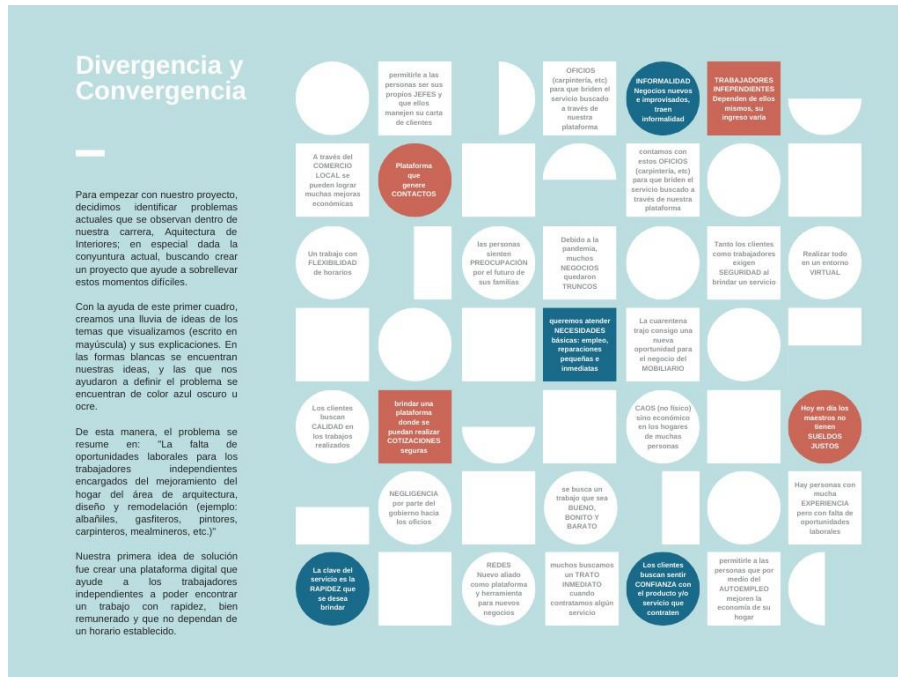 Divergencia y
Convergencia
Para empezar con nuestro proyecto,
decidimos identificar problemas
actuales que se observan dentro de
nuestra carrera, Aquitectura de
Interiores; en especial dada la
conyuntura actual, buscando crear
un proyecto que ayude a sobrellevar
estos momentos difíciles.
Con la ayuda de este primer cuadro,
creamos una lluvia de ideas de los
temas que visualizamos (escrito en
mayúscula) y sus explicaciones. En
las formas blancas se encuentran
nuestras ideas, y las que nos
ayudaron a definir el problema se
encuentran de color azul oscuro u
ocre.
De esta manera, el problema se
resume en: "La falta de
oportunidades laborales para los
trabajadores independientes
encargados del mejoramiento del
hogar del área de arquitectura,
diseño y remodelación (ejemplo:
albañiles, gasfiteros, pintores,
carpinteros, mealmineros, etc.)"
Nuestra primera idea de solución
fue crear una plataforma digital que
ayude a los trabajadores
independientes a poder encontrar
un trabajo con rapidez, bien
remunerado y que no dependan de
un horario establecido.
permitirle a las
personas ser sus
propios JEFES y
que ellos
manejen su carta
de clientes
OFICIOS
(carpintería, etc)
para que briden el
servicio buscado
a través de
nuestra
plataforma
INFORMALIDAD
Negocios nuevos
e improvisados,
traen
informalidad
TRABAJADORES
INFEPENDIENTES
Dependen de ellos
mismos, su
ingreso varía
A través del
COMERCIO
LOCAL se
pueden lograr
muchas mejoras
económicas
Plataforma
que
genere
CONTACTOS
contamos con
estos OFICIOS
(carpintería, etc)
para que briden el
servicio buscado a
través de nuestra
plataforma
Un trabajo con
FLEXIBILIDAD
de horarios
las personas
sienten
PREOCUPACIÓN
por el futuro de
sus familias
Debido a la
pandemia,
muchos
NEGOCIOS
quedaron
TRUNCOS
Tanto los clientes
como trabajadores
exigen
SEGURIDAD al
brindar un servicio
Realizar todo
en un entorno
VIRTUAL
queremos atender
NECESIDADES
básicas: empleo,
reparaciones
pequeñas e
inmediatas
La cuarentena
trajo consigo una
nueva
oportunidad para
el negocio del
MOBILIARIO
Los clientes
buscan
CALIDAD en
los trabajos
realizados
brindar una
plataforma
donde se
puedan realizar
COTIZACIONES
seguras
CAOS (no físico)
sino económico
en los hogares
de muchas
personas
Hoy en día los
maestros no
tienen
SUELDOS
JUSTOS
NEGLIGENCIA
por parte del
gobierno hacia
los oficios
se busca un
trabajo que sea
BUENO,
BONITO Y
BARATO
Hay personas con
mucha
EXPERIENCIA
pero con falta de
oportunidades
laborales
La clave del
servicio es la
RAPIDEZ que
se desea
brindar
REDES
Nuevo aliado
como plataforma
y herramienta
para nuevos
negocios
muchos buscamos
un TRATO
INMEDIATO
cuando
contratamos algún
servicio
Los clientes
buscan sentir
CONFIANZA con
el producto y/o
servicio que
contraten
permitirle a las
personas que por
medio del
AUTOEMPLEO
mejoren la
economía de su
hogar